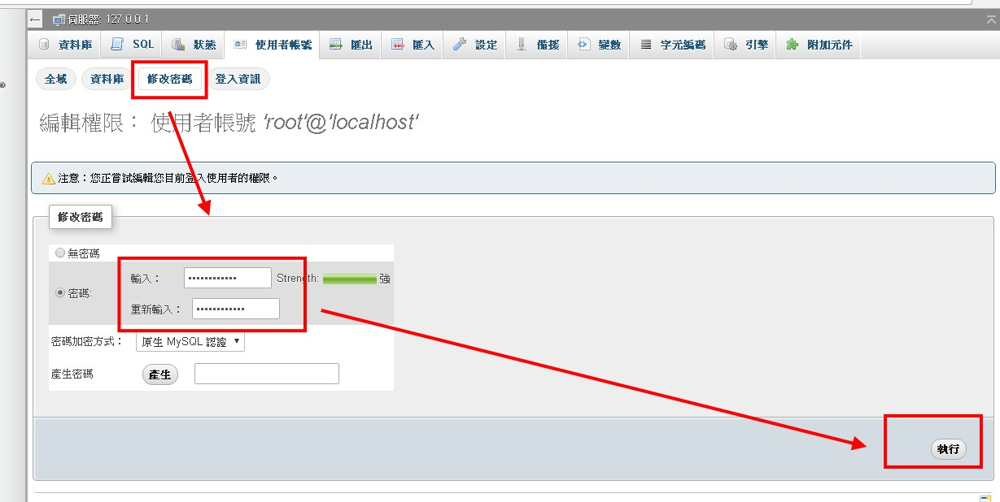 伺服器: 127.0.0.1
資料庫 SQL 狀態 使用者帳號 匯出 匯入 設定 備援 變數 字元編碼 引擎 附加元件
全域 資料庫 修改密碼 登入資訊
編輯權限： 使用者帳號 'root'@'localhost'
注意：您正嘗試編輯您目前登入使用者的權限。
修改密碼
無密碼
密碼:
輸入： ············ Strength: 強
重新輸入： ············
密碼加密方式： 原生 MySQL 認證
產生密碼 產生
執行